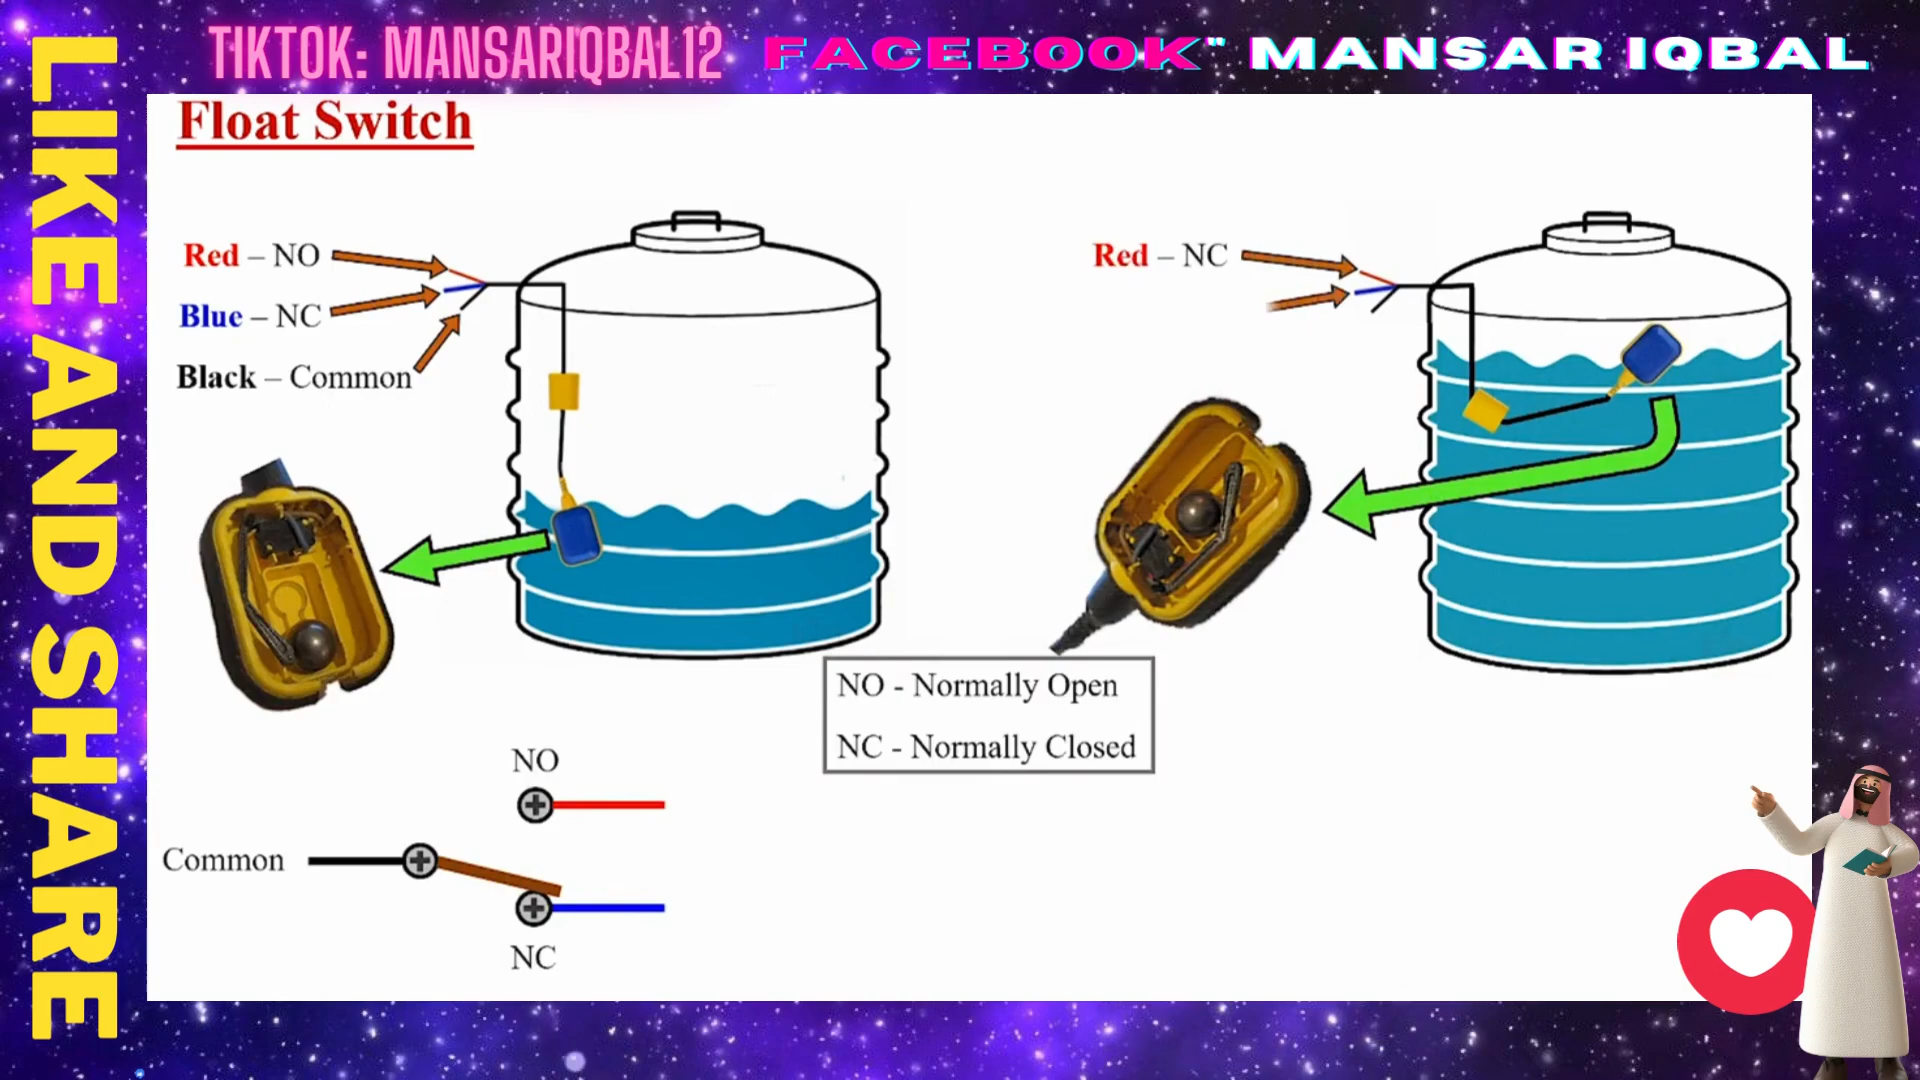 TIKTOK: MANSARIQBAL12
FACEBOOK" MANSAR IQBAL
LIKE AND SHARE
Float Switch
Red – NO
Blue – NC
Black – Common
Red – NC
NO - Normally Open
NC - Normally Closed
NO
Common
NC